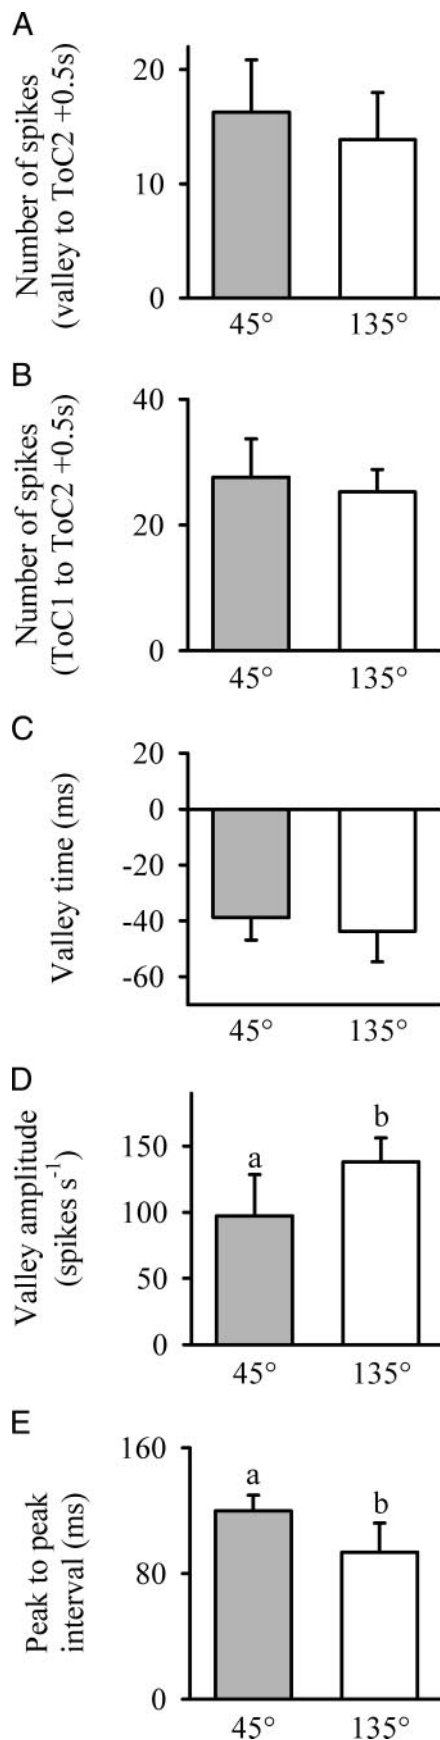 A
Number of spikes
(valley to ToC2 +0.5s)
20
10
0
45°
135°
B
Number of spikes
(ToC1 to ToC2 +0.5s)
40
20
0
45°
135°
C
Valley time (ms)
20
0
-20
-40
-60
45°
135°
D
Valley amplitude
(spikes s-1)
150
100
50
0
a
b
45°
135°
E
Peak to peak
interval (ms)
160
80
0
a
b
45°
135°